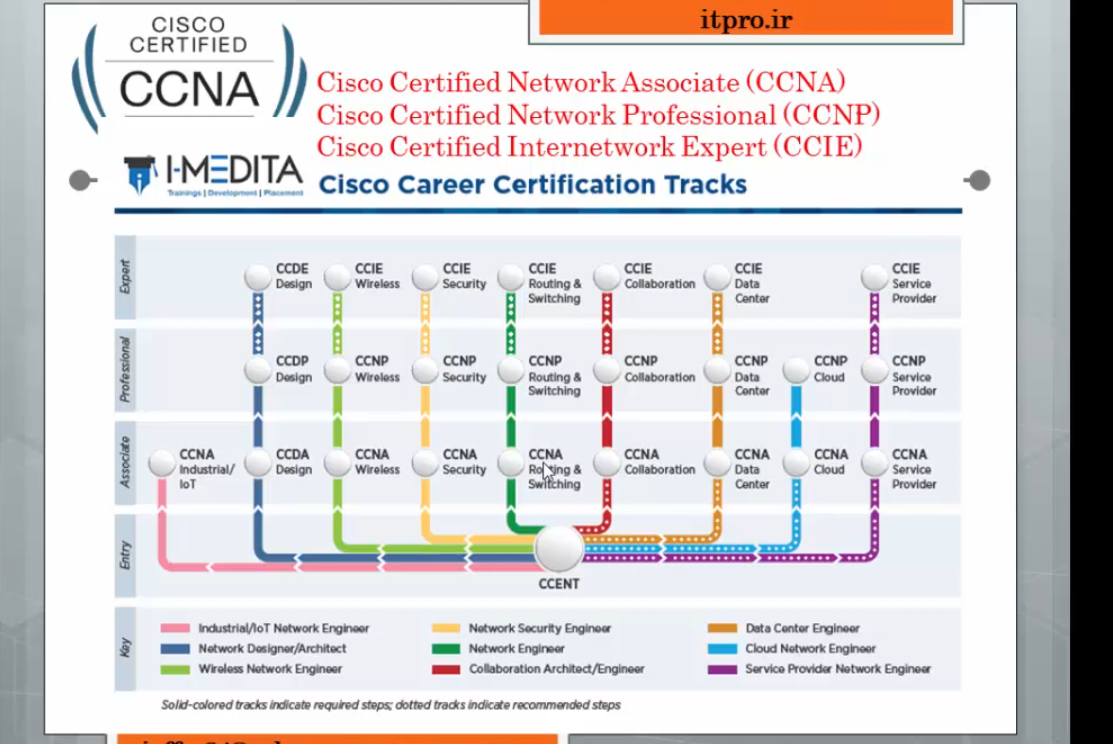 itpro.ir
CISCO
CERTIFIED
CCNA
Cisco Certified Network Associate (CCNA)
Cisco Certified Network Professional (CCNP)
Cisco Certified Internetwork Expert (CCIE)
I-MEDITA
Trainings | Development | Placement
Cisco Career Certification Tracks
Expert
CCDE
Design
CCIE
Wireless
CCIE
Security
CCIE
Routing &
Switching
CCIE
Collaboration
CCIE
Data
Center
CCIE
Service
Provider
Professional
CCDP
Design
CCNP
Wireless
CCNP
Security
CCNP
Routing &
Switching
CCNP
Collaboration
CCNP
Data
Center
CCNP
Cloud
CCNP
Service
Provider
Associate
CCNA
Industrial/
IoT
CCDA
Design
CCNA
Wireless
CCNA
Security
CCNA
Routing &
Switching
CCNA
Collaboration
CCNA
Data
Center
CCNA
Cloud
CCNA
Service
Provider
Entry
CCENT
Key
Industrial/IoT Network Engineer
Network Designer/Architect
Wireless Network Engineer
Network Security Engineer
Network Engineer
Collaboration Architect/Engineer
Data Center Engineer
Cloud Network Engineer
Service Provider Network Engineer
Solid-colored tracks indicate required steps; dotted tracks indicate recommended steps